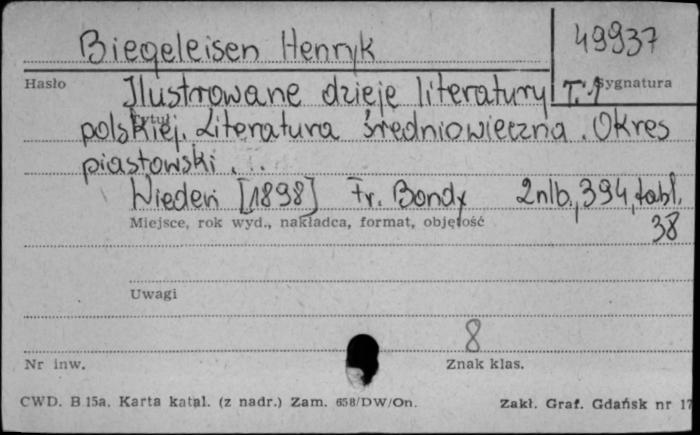 Biegeleisen Henryk
49937
Hasło
Sygnatura
Ilustrowane dzieje literatury T. 1
Tytuł
polskiej. Literatura średniowieczna. Okres
piastowski...
Wiedeń [1898] Fr. Bondy 2nlb., 394, tabl.
38
Miejsce, rok wyd., nakładca, format, objętość
Uwagi
8
Nr inw.
Znak klas.
CWD. B 15a. Karta katal. (z nadr.) Zam. 658/DW/On.
Zakł. Graf. Gdańsk nr 17